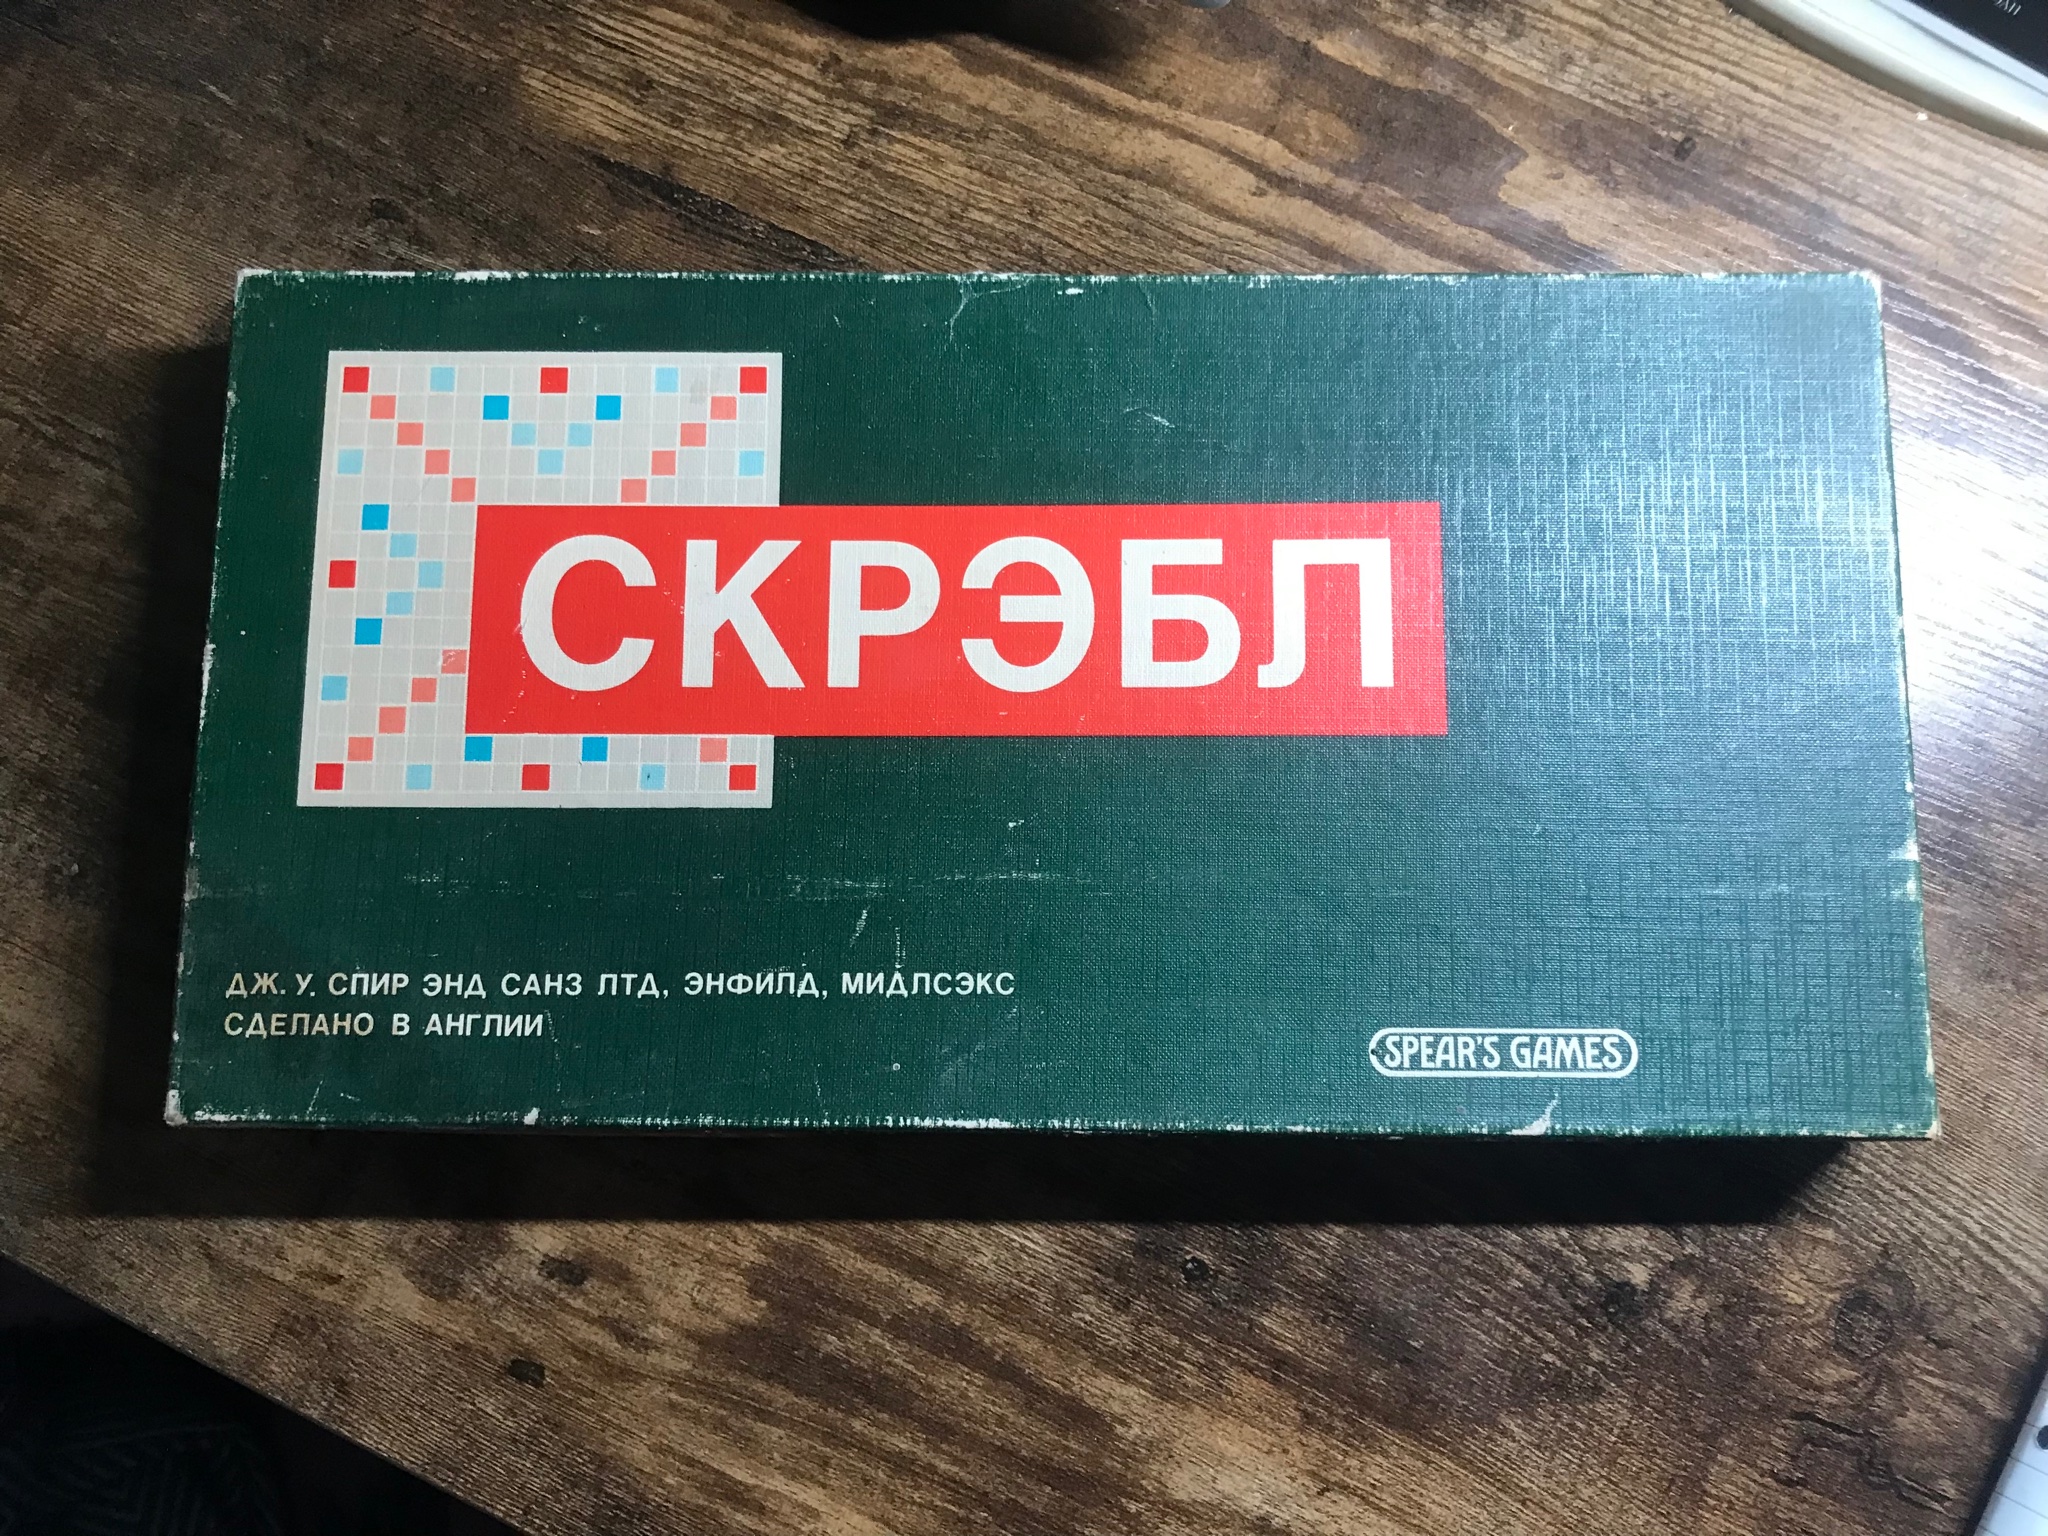 СКРЭБЛ
ДЖ. У. СПИР ЭНД САНЗ ЛТД, ЭНФИЛД, МИДЛСЭКС
СДЕЛАНО В АНГЛИИ
SPEAR'S GAMES